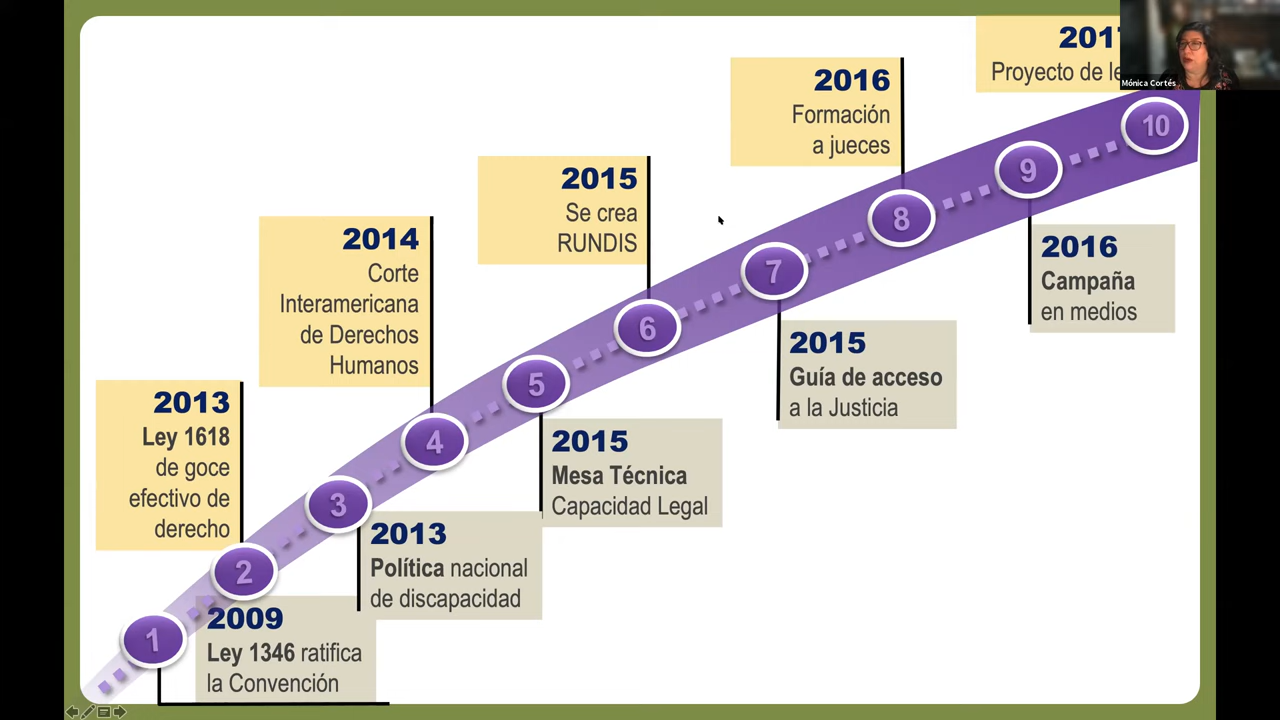 2009
Ley 1346 ratifica
la Convención
1
2013
Ley 1618
de goce
efectivo de
derecho
2
2013
Política nacional
de discapacidad
3
2014
Corte
Interamericana
de Derechos
Humanos
4
2015
Mesa Técnica
Capacidad Legal
5
2015
Se crea
RUNDIS
6
2015
Guía de acceso
a la Justicia
7
2016
Formación
a jueces
8
2016
Campaña
en medios
9
Proyecto de
10
Mónica Cortés